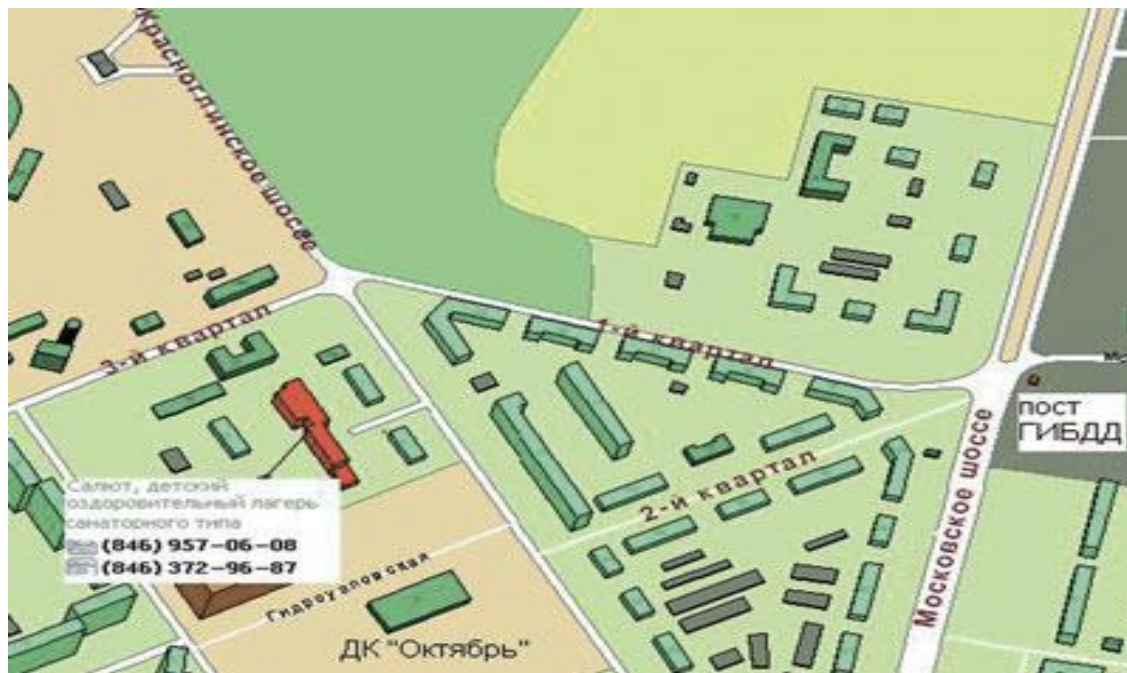 Красноглинское шоссе
3-й квартал
1-й квартал
пост
ГИБДД
2-й квартал
Московское шоссе
Салют, детский
оздоровительный лагерь
санаторного типа
(846) 957-06-08
(846) 372-96-87
Гидроузловская
ДК "Октябрь"